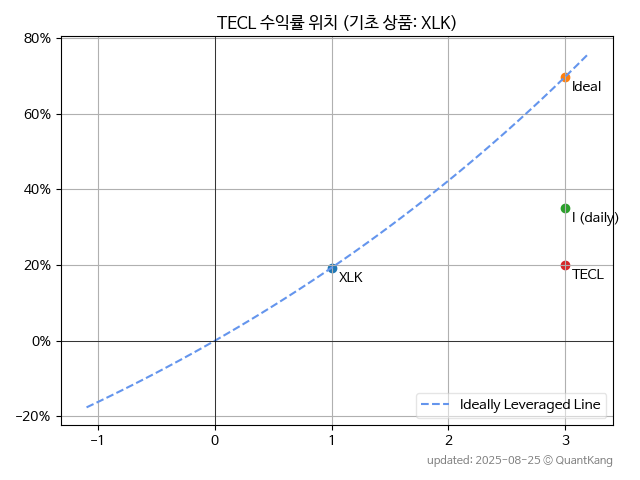 TECL 수익률 위치 (기초 상품: XLK)
80%
60%
40%
20%
0%
−20%
Ideal
I (daily)
XLK
TECL
Ideally Leveraged Line
−1 0 1 2 3
updated: 2025-08-25 © QuantKang